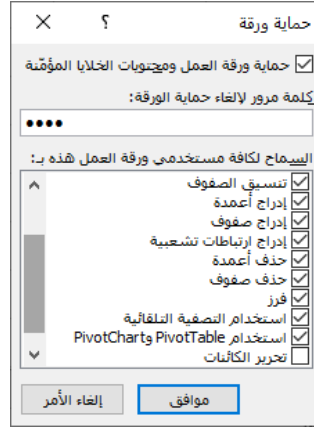 حماية ورقة
حماية ورقة العمل ومحتويات الخلايا المؤمّنة
كلمة مرور لإلغاء حماية الورقة:
••••
السماح لكافة مستخدمي ورقة العمل هذه بـ:
تنسيق الصفوف
إدراج أعمدة
إدراج صفوف
إدراج ارتباطات تشعبية
حذف أعمدة
حذف صفوف
فرز
استخدام التصفية التلقائية
استخدام PivotTable وPivotChart
تحرير الكائنات
موافق
إلغاء الأمر